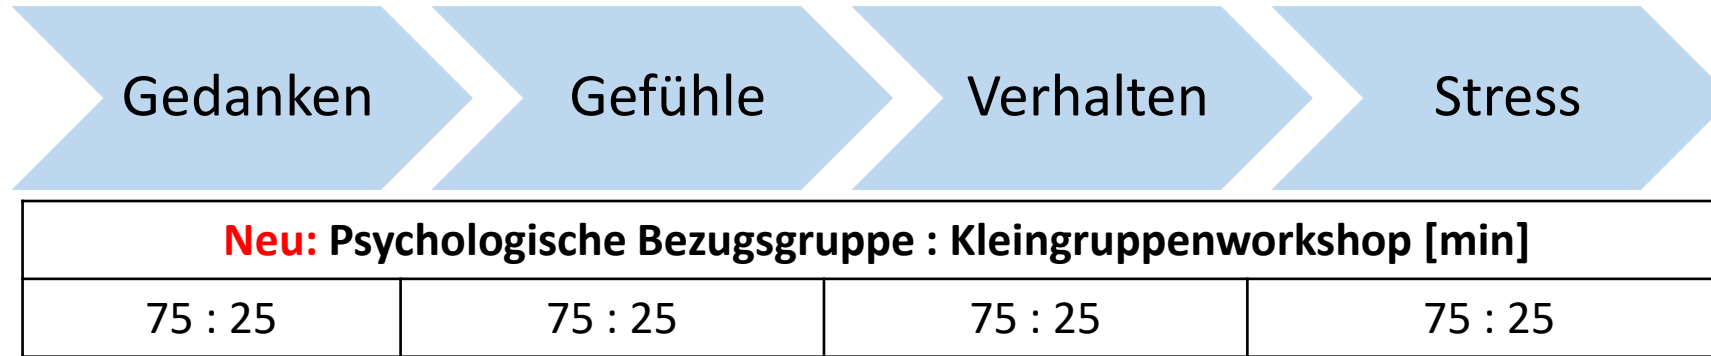 Gedanken Gefühle Verhalten Stress
Neu: Psychologische Bezugsgruppe : Kleingruppenworkshop [min]
75 : 25 75 : 25 75 : 25 75 : 25